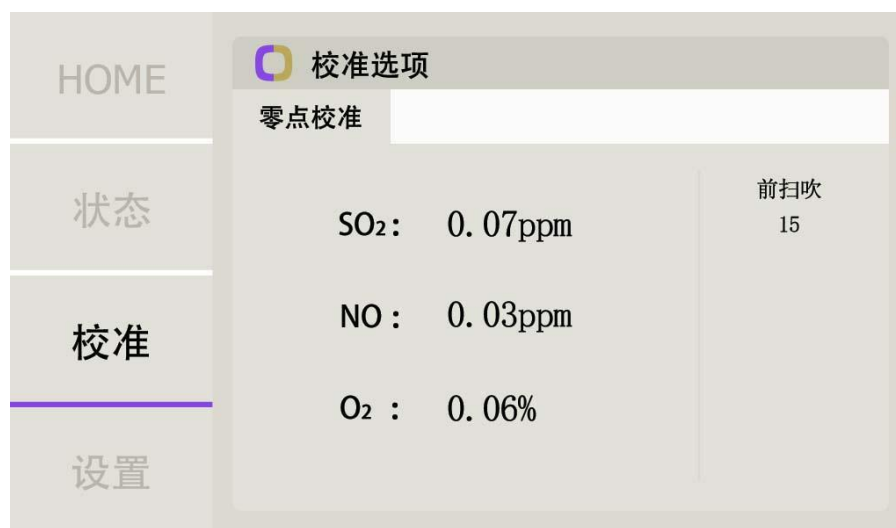 HOME
状态
校准
设置
校准选项
零点校准
SO₂: 0.07ppm
NO: 0.03ppm
O₂ : 0.06%
前扫吹
15